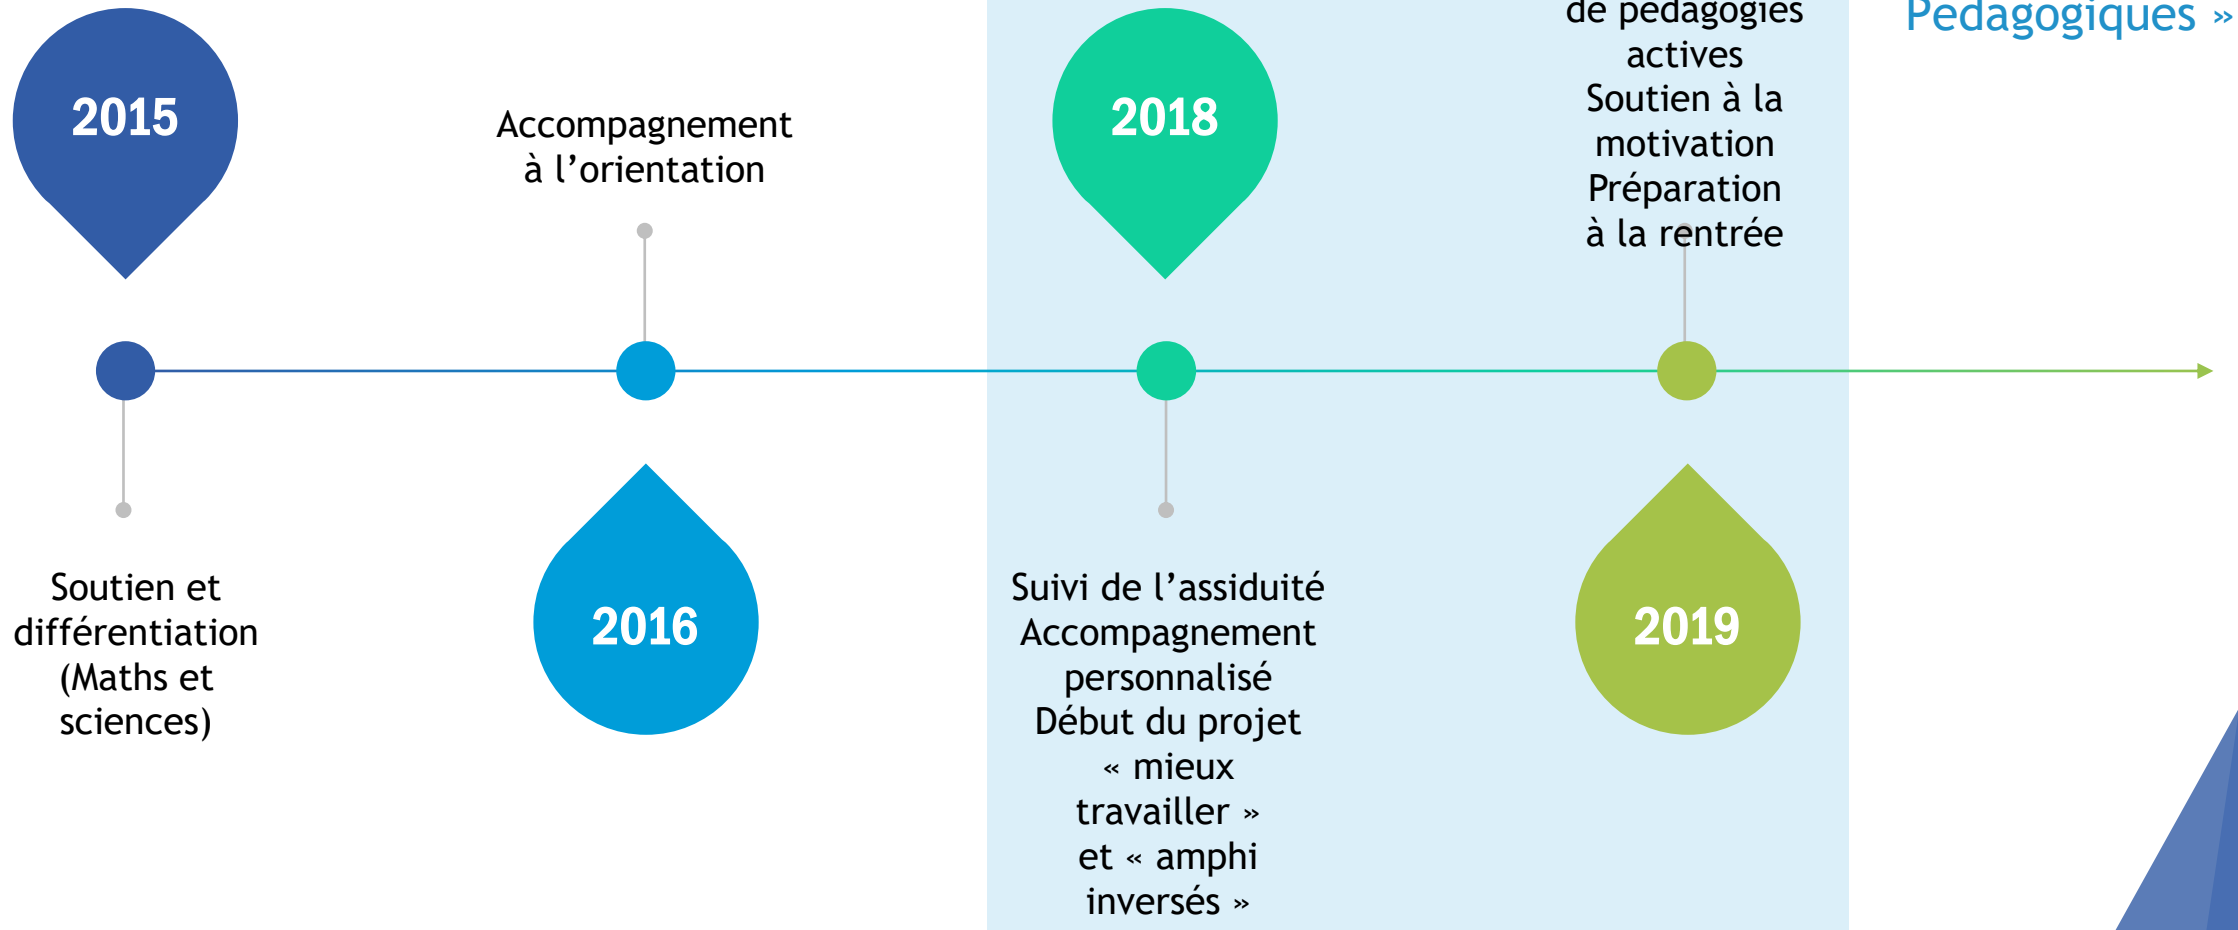 de pédagogies
actives
Soutien à la
motivation
Préparation
à la rentrée
Pédagogiques »
2015
Accompagnement
à l’orientation
2018
Soutien et
différentiation
(Maths et
sciences)
2016
Suivi de l’assiduité
Accompagnement
personnalisé
Début du projet
« mieux
travailler »
et « amphi
inversés »
2019